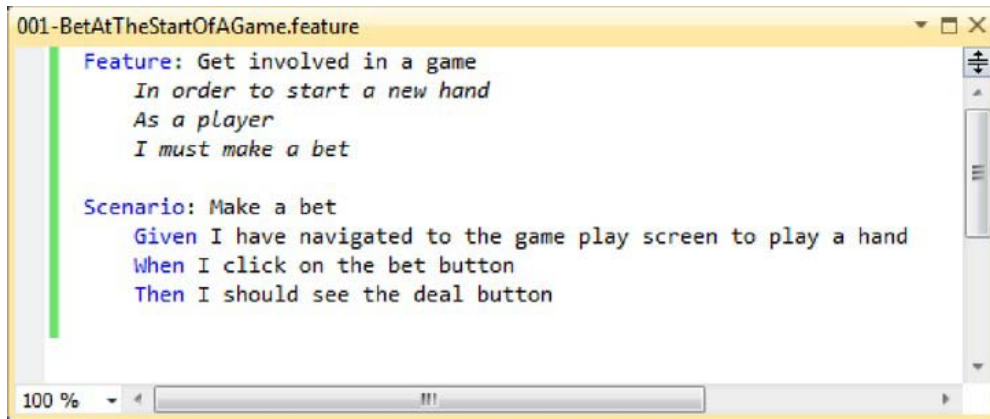 001-BetAtTheStartOfAGame.feature
Feature: Get involved in a game
In order to start a new hand
As a player
I must make a bet
Scenario: Make a bet
Given I have navigated to the game play screen to play a hand
When I click on the bet button
Then I should see the deal button
100 %